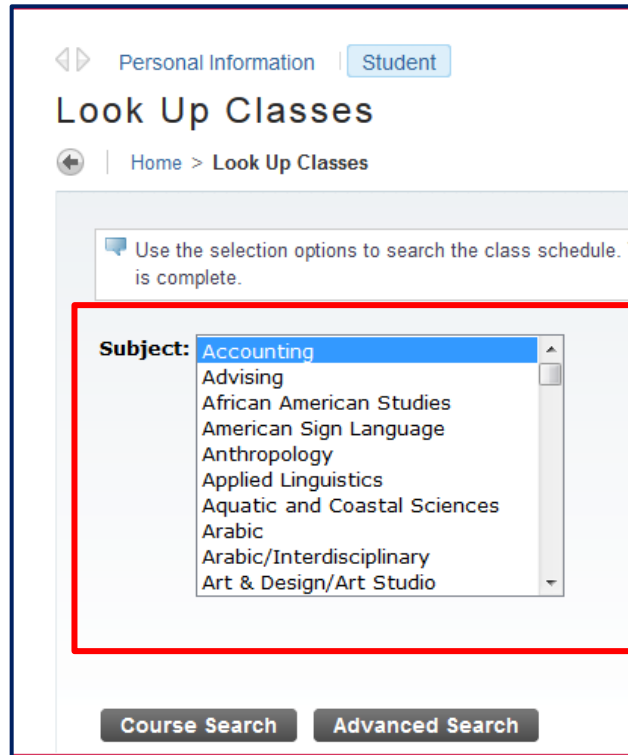 Personal Information | Student
Look Up Classes
Home > Look Up Classes
Use the selection options to search the class schedule.
is complete.
Subject:
Accounting
Advising
African American Studies
American Sign Language
Anthropology
Applied Linguistics
Aquatic and Coastal Sciences
Arabic
Arabic/Interdisciplinary
Art & Design/Art Studio
Course Search
Advanced Search